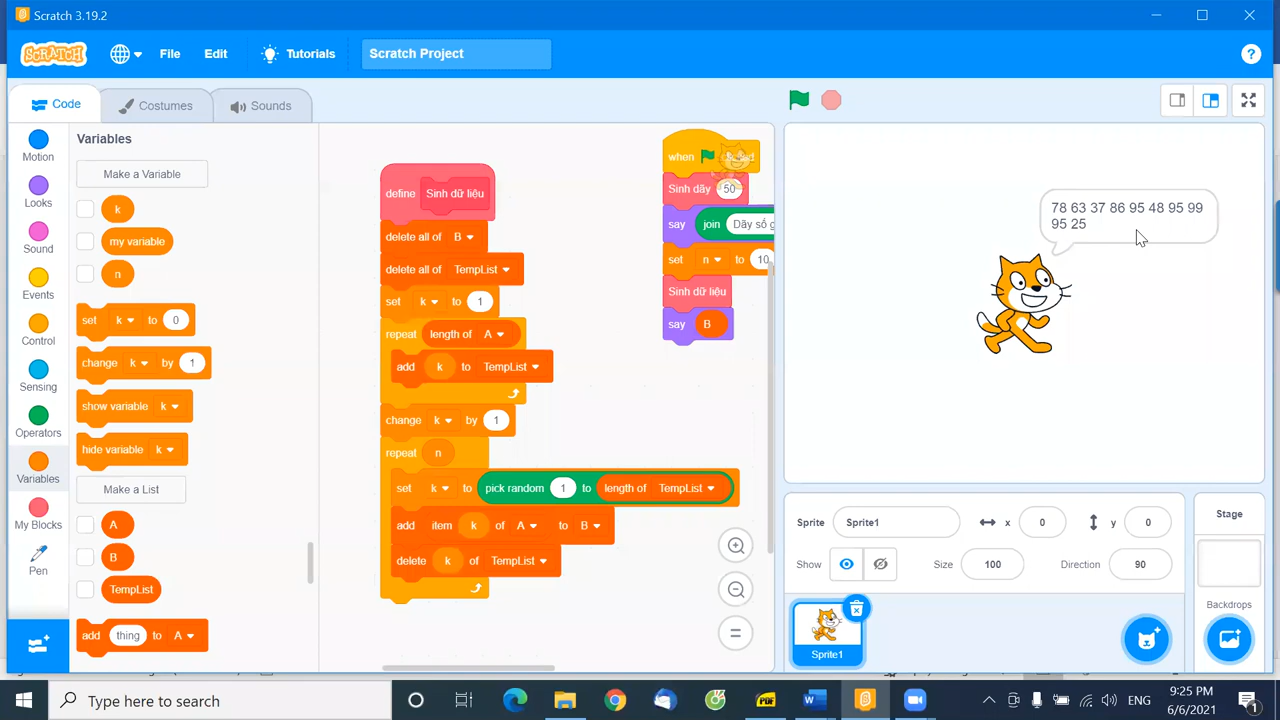 Scratch 3.19.2
SCRATCH
File
Edit
Tutorials
Scratch Project
?
Code
Costumes
Sounds
Motion
Looks
Sound
Events
Control
Sensing
Operators
Variables
My Blocks
Pen
Variables
Make a Variable
k
my variable
n
set k to 0
change k by 1
show variable k
hide variable k
Make a List
A
B
TempList
add thing to A
define Sinh dữ liệu
delete all of B
delete all of TempList
set k to 1
repeat length of A
add k to TempList
change k by 1
repeat n
set k to pick random 1 to length of TempList
add item k of A to B
delete k of TempList
when
Sinh dãy 50
say join Dãy số g
set n to 10
Sinh dữ liệu
say B
78 63 37 86 95 48 95 99
95 25
Sprite
Sprite1
x 0
y 0
Show
Size 100
Direction 90
Sprite1
Stage
Backdrops
Type here to search
PDF
ENG
9:25 PM
6/6/2021
1